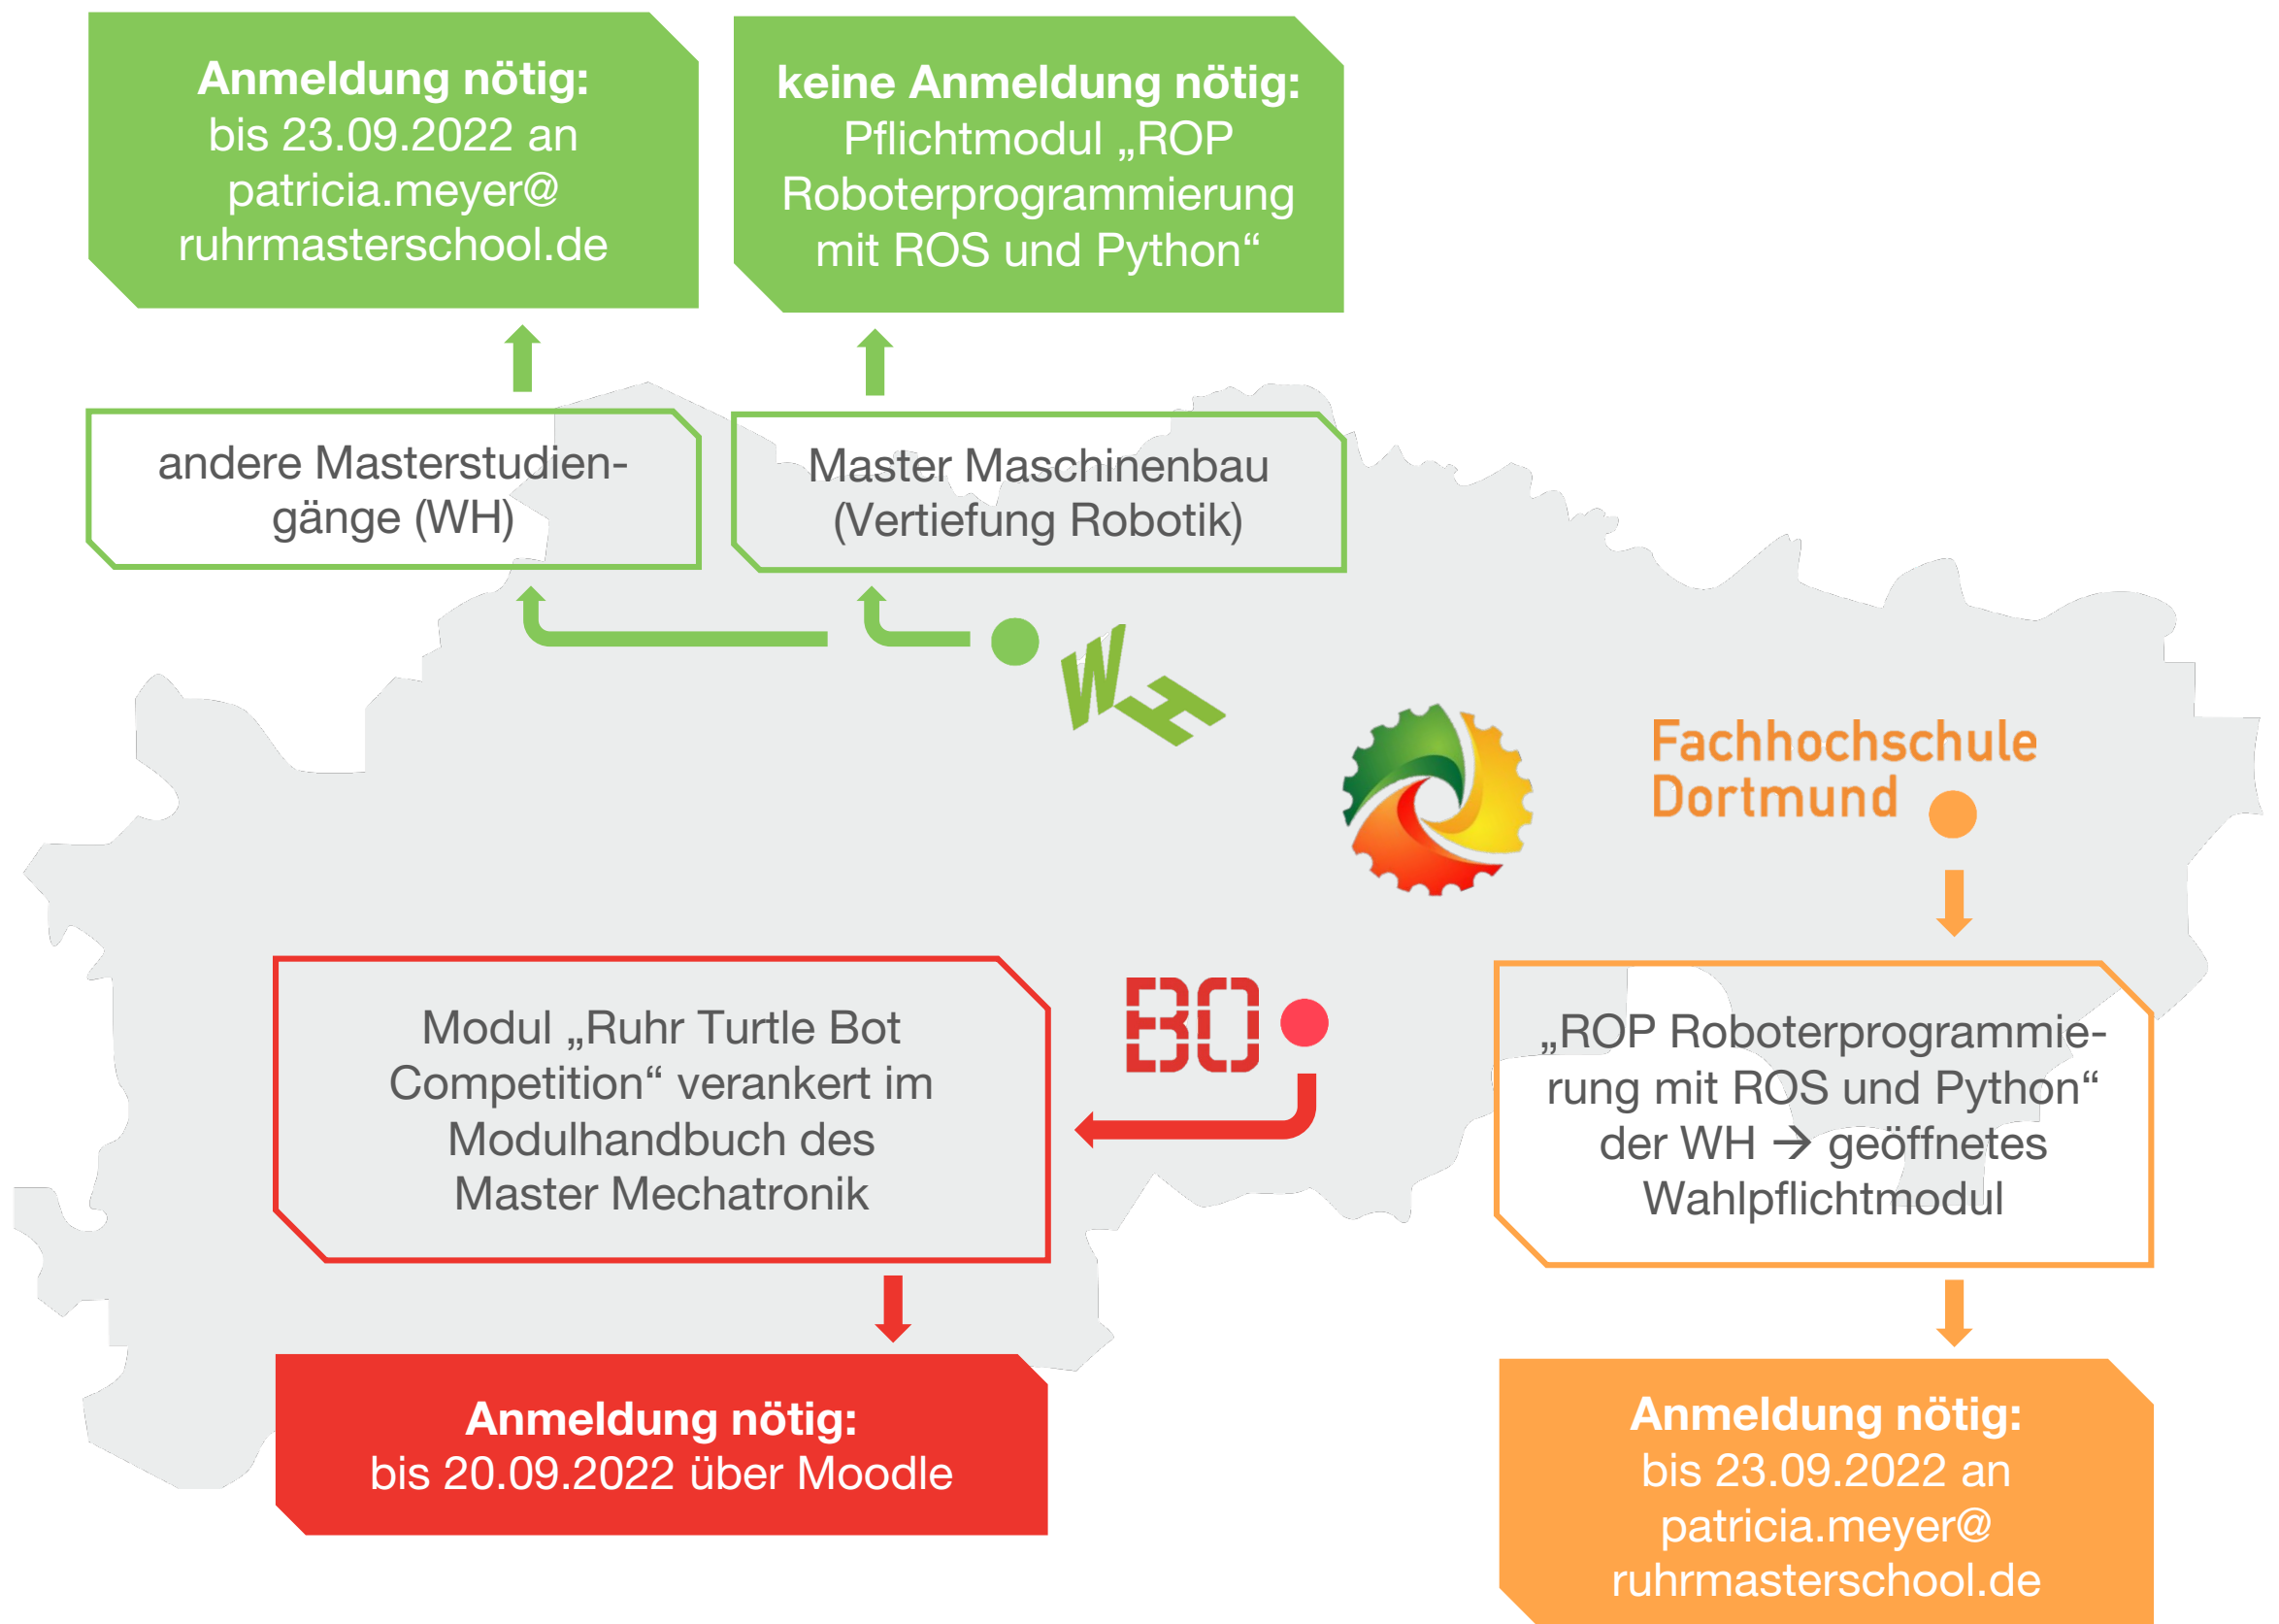 Anmeldung nötig:
bis 23.09.2022 an
patricia.meyer@
ruhrmasterschool.de
keine Anmeldung nötig:
Pflichtmodul „ROP
Roboterprogrammierung
mit ROS und Python“
andere Masterstudien-
gänge (WH)
Master Maschinenbau
(Vertiefung Robotik)
WH
Fachhochschule
Dortmund
BO
Modul „Ruhr Turtle Bot
Competition“ verankert im
Modulhandbuch des
Master Mechatronik
„ROP Roboterprogrammie-
rung mit ROS und Python“
der WH → geöffnetes
Wahlpflichtmodul
Anmeldung nötig:
bis 20.09.2022 über Moodle
Anmeldung nötig:
bis 23.09.2022 an
patricia.meyer@
ruhrmasterschool.de